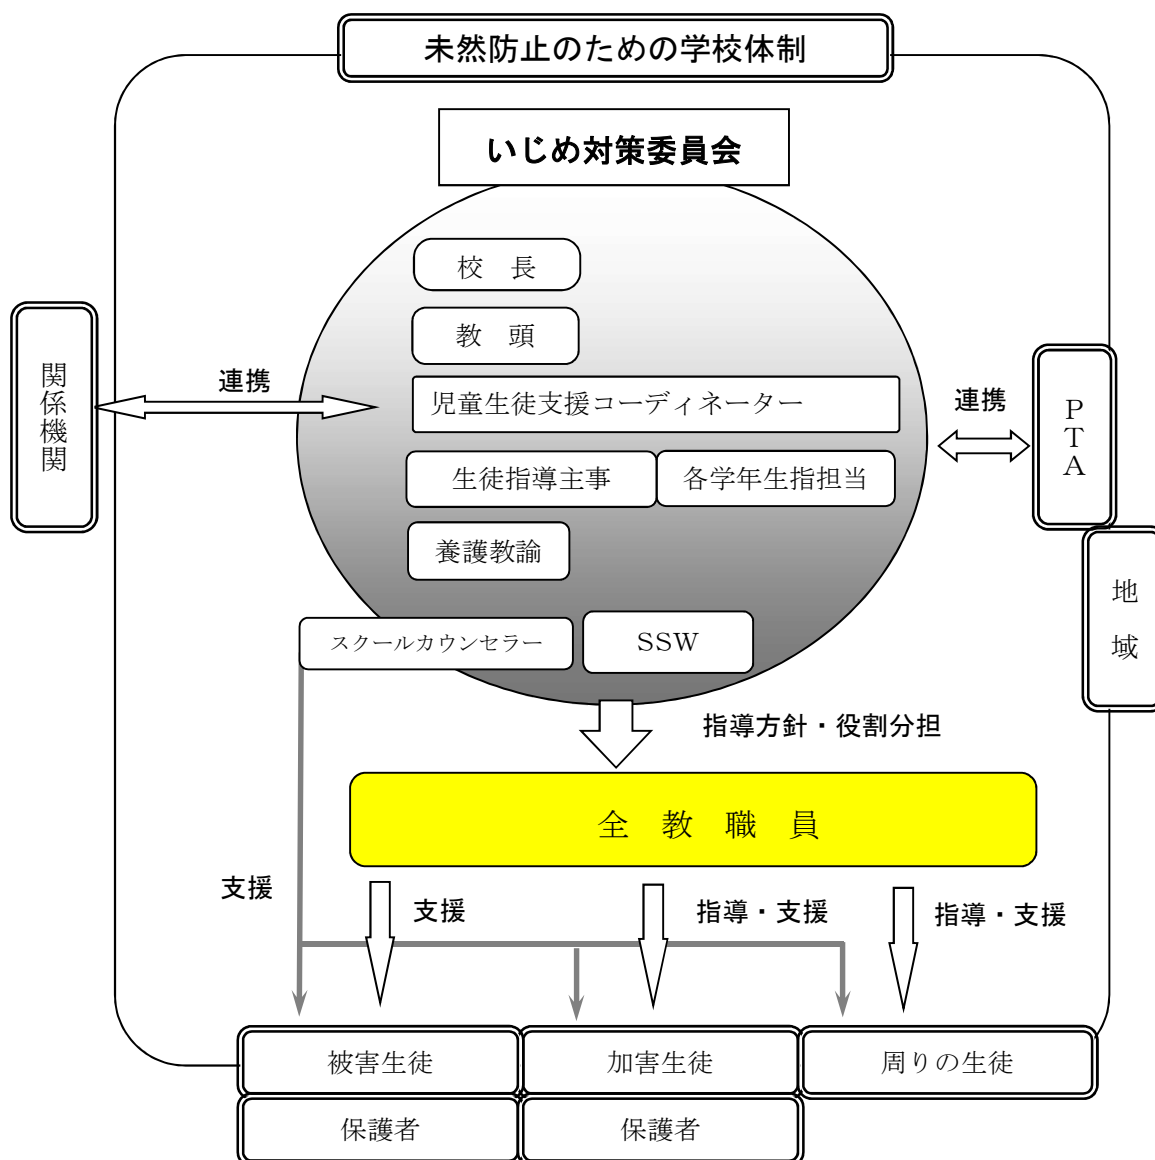 未然防止のための学校体制
いじめ対策委員会
校　長
教　頭
児童生徒支援コーディネーター
生徒指導主事
各学年生指担当
養護教諭
スクールカウンセラー
SSW
関係機関
連携
連携
PTA
地域
指導方針・役割分担
全　教　職　員
支援
支援
指導・支援
指導・支援
被害生徒
加害生徒
周りの生徒
保護者
保護者